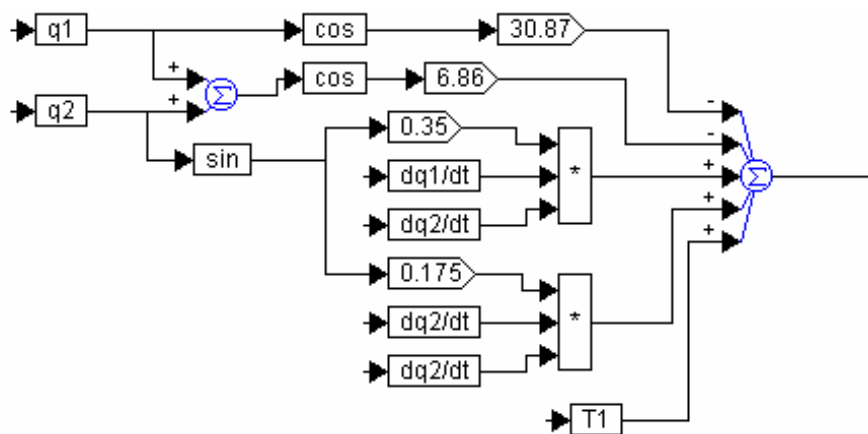 q1 cos 30.87
+ cos 6.86
q2 + Σ -
sin 0.35 -
dq1/dt * + Σ
dq2/dt +
0.175 +
dq2/dt *
dq2/dt
T1